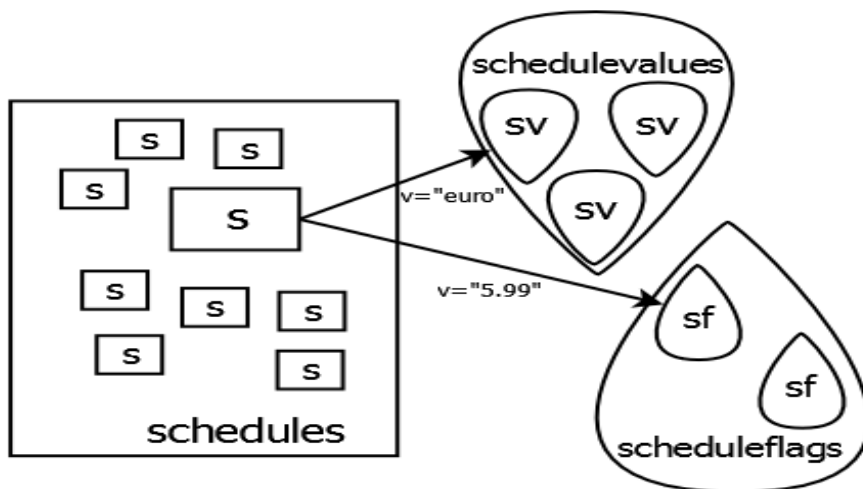 schedulevalues
sv
sv
sv
s
s
s
s
v="euro"
v="5.99"
s
s
s
s
s
schedules
sf
sf
scheduleflags